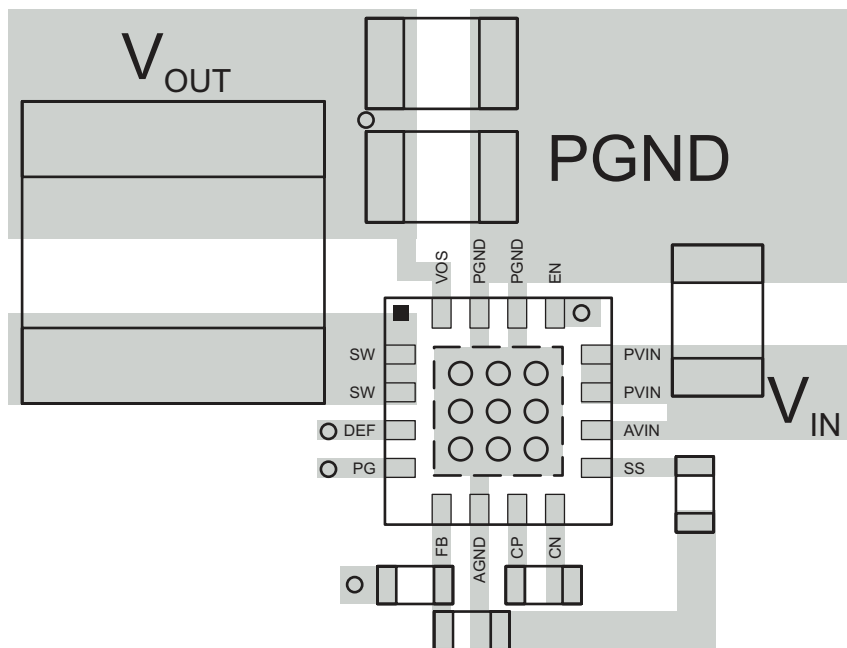 VOUT
PGND
VOS
PGND
PGND
EN
SW
PVIN
SW
PVIN
VIN
DEF
AVIN
PG
SS
FB
AGND
CP
CN